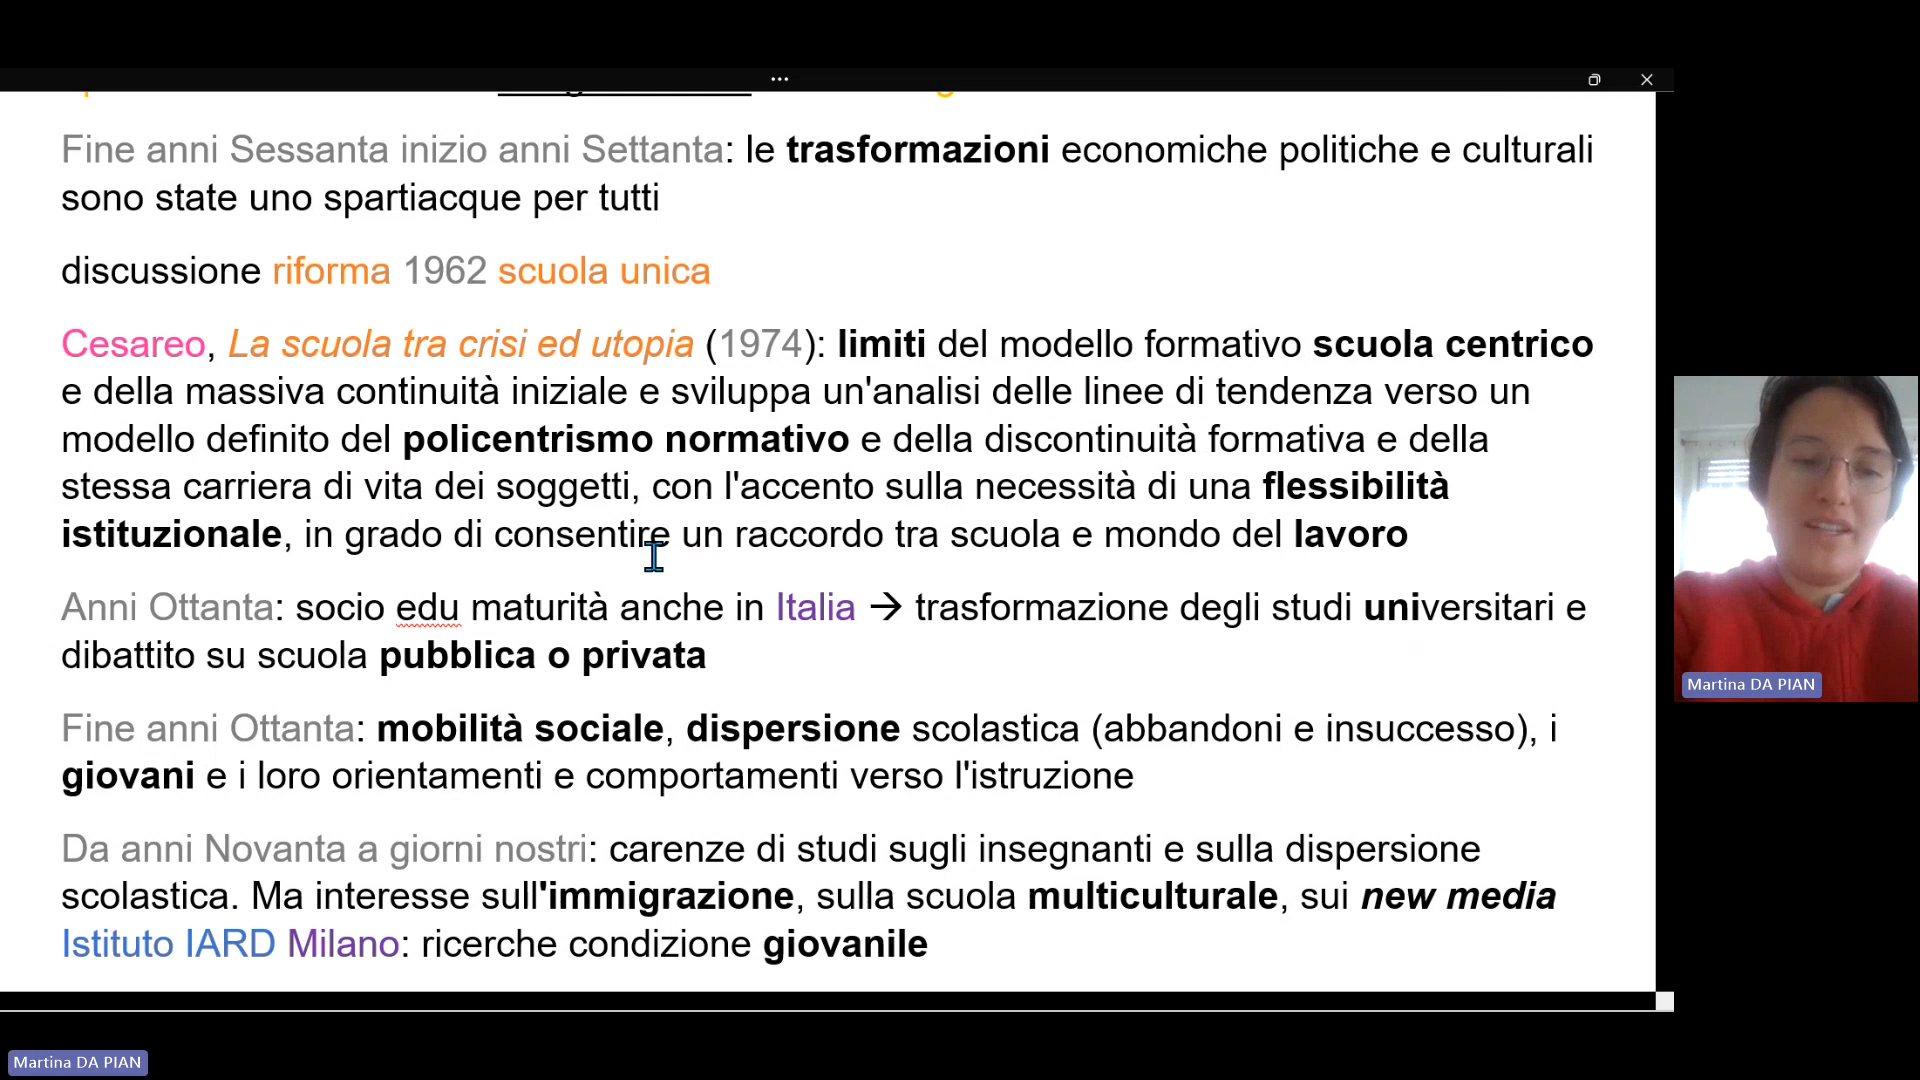 Fine anni Sessanta inizio anni Settanta: le trasformazioni economiche politiche e culturali
sono state uno spartiacque per tutti
discussione riforma 1962 scuola unica
Cesareo, La scuola tra crisi ed utopia (1974): limiti del modello formativo scuola centrico
e della massiva continuità iniziale e sviluppa un'analisi delle linee di tendenza verso un
modello definito del policentrismo normativo e della discontinuità formativa e della
stessa carriera di vita dei soggetti, con l'accento sulla necessità di una flessibilità
istituzionale, in grado di consentire un raccordo tra scuola e mondo del lavoro
Anni Ottanta: socio edu maturità anche in Italia → trasformazione degli studi universitari e
dibattito su scuola pubblica o privata
Fine anni Ottanta: mobilità sociale, dispersione scolastica (abbandoni e insuccesso), i
giovani e i loro orientamenti e comportamenti verso l'istruzione
Da anni Novanta a giorni nostri: carenze di studi sugli insegnanti e sulla dispersione
scolastica. Ma interesse sull'immigrazione, sulla scuola multiculturale, sui new media
Istituto IARD Milano: ricerche condizione giovanile
Martina DA PIAN
Martina DA PIAN